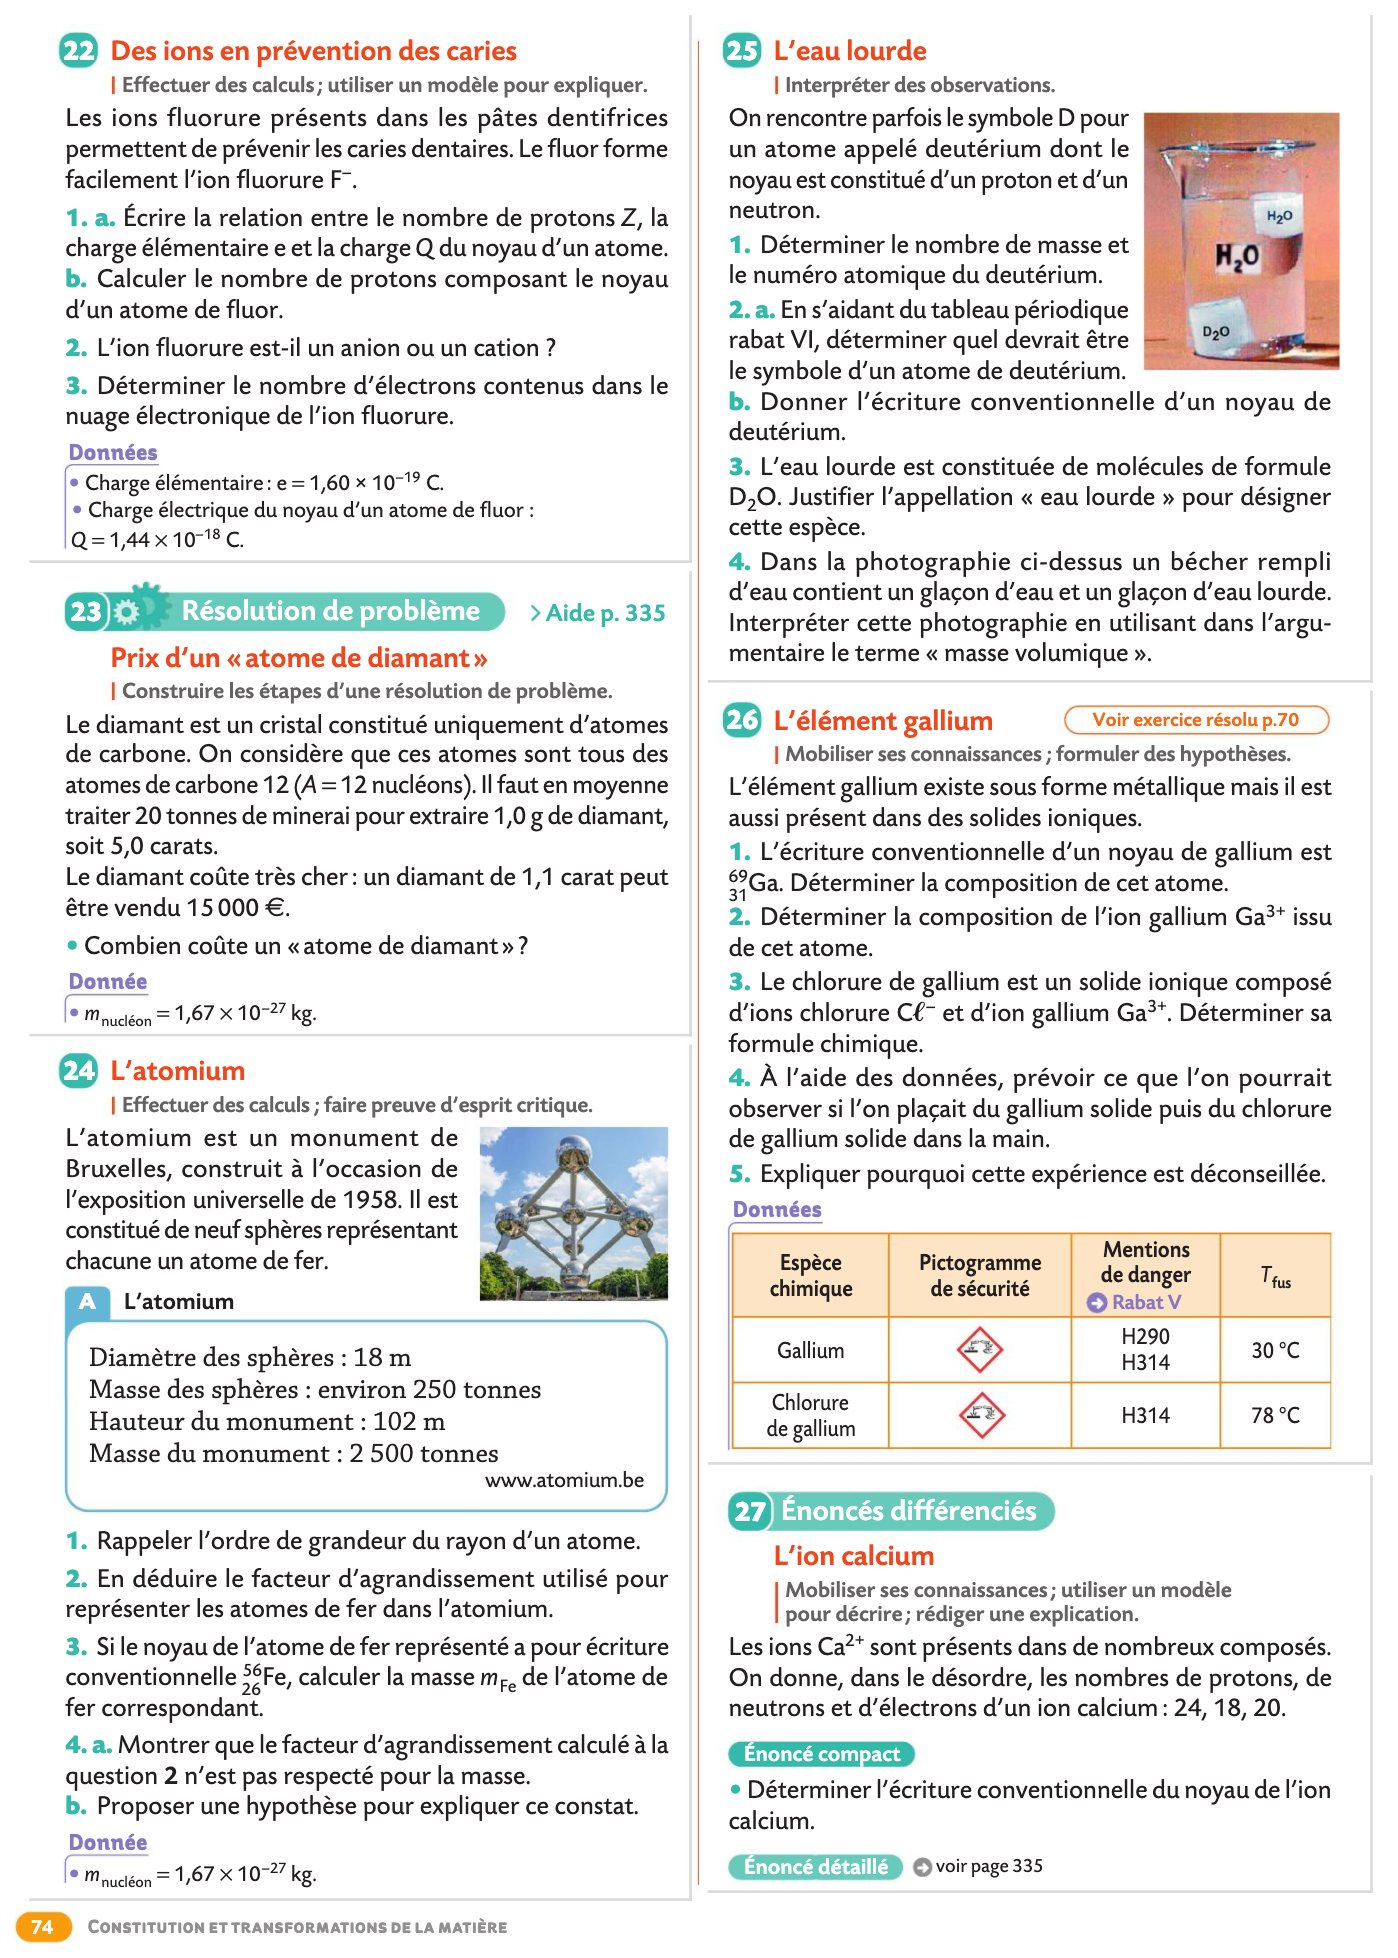 22 Des ions en prévention des caries
Effectuer des calculs ; utiliser un modèle pour expliquer.
Les ions fluorure présents dans les pâtes dentifrices
permettent de prévenir les caries dentaires. Le fluor forme
facilement l'ion fluorure F⁻.
1. a. Écrire la relation entre le nombre de protons Z, la
charge élémentaire e et la charge Q du noyau d'un atome.
b. Calculer le nombre de protons composant le noyau
d'un atome de fluor.
2. L'ion fluorure est-il un anion ou un cation ?
3. Déterminer le nombre d'électrons contenus dans le
nuage électronique de l'ion fluorure.
Données
• Charge élémentaire : e = 1,60 × 10⁻¹⁹ C.
• Charge électrique du noyau d'un atome de fluor :
Q = 1,44 × 10⁻¹⁸ C.
23 Résolution de problème > Aide p. 335
Prix d'un « atome de diamant »
Construire les étapes d'une résolution de problème.
Le diamant est un cristal constitué uniquement d'atomes
de carbone. On considère que ces atomes sont tous des
atomes de carbone 12 (A = 12 nucléons). Il faut en moyenne
traiter 20 tonnes de minerai pour extraire 1,0 g de diamant,
soit 5,0 carats.
Le diamant coûte très cher : un diamant de 1,1 carat peut
être vendu 15 000 €.
• Combien coûte un « atome de diamant » ?
Donnée
• m nucléon = 1,67 × 10⁻²⁷ kg.
24 L'atomium
Effectuer des calculs ; faire preuve d'esprit critique.
L'atomium est un monument de
Bruxelles, construit à l'occasion de
l'exposition universelle de 1958. Il est
constitué de neuf sphères représentant
chacune un atome de fer.
A L'atomium
Diamètre des sphères : 18 m
Masse des sphères : environ 250 tonnes
Hauteur du monument : 102 m
Masse du monument : 2 500 tonnes
www.atomium.be
1. Rappeler l'ordre de grandeur du rayon d'un atome.
2. En déduire le facteur d'agrandissement utilisé pour
représenter les atomes de fer dans l'atomium.
3. Si le noyau de l'atome de fer représenté a pour écriture
conventionnelle ⁵⁶₂₆Fe, calculer la masse m Fe de l'atome de
fer correspondant.
4. a. Montrer que le facteur d'agrandissement calculé à la
question 2 n'est pas respecté pour la masse.
b. Proposer une hypothèse pour expliquer ce constat.
Donnée
• m nucléon = 1,67 × 10⁻²⁷ kg.
25 L'eau lourde
Interpréter des observations.
On rencontre parfois le symbole D pour
un atome appelé deutérium dont le
noyau est constitué d'un proton et d'un
neutron.
1. Déterminer le nombre de masse et
le numéro atomique du deutérium.
2. a. En s'aidant du tableau périodique
rabat VI, déterminer quel devrait être
le symbole d'un atome de deutérium.
H₂O
H₂O
D₂O
b. Donner l'écriture conventionnelle d'un noyau de
deutérium.
3. L'eau lourde est constituée de molécules de formule
D₂O. Justifier l'appellation « eau lourde » pour désigner
cette espèce.
4. Dans la photographie ci-dessus un bécher rempli
d'eau contient un glaçon d'eau et un glaçon d'eau lourde.
Interpréter cette photographie en utilisant dans l'argu-
mentaire le terme « masse volumique ».
26 L'élément gallium Voir exercice résolu p.70
Mobiliser ses connaissances ; formuler des hypothèses.
L'élément gallium existe sous forme métallique mais il est
aussi présent dans des solides ioniques.
1. L'écriture conventionnelle d'un noyau de gallium est
⁶⁹₃₁Ga. Déterminer la composition de cet atome.
2. Déterminer la composition de l'ion gallium Ga³⁺ issu
de cet atome.
3. Le chlorure de gallium est un solide ionique composé
d'ions chlorure Cℓ⁻ et d'ion gallium Ga³⁺. Déterminer sa
formule chimique.
4. À l'aide des données, prévoir ce que l'on pourrait
observer si l'on plaçait du gallium solide puis du chlorure
de gallium solide dans la main.
5. Expliquer pourquoi cette expérience est déconseillée.
Données
Espèce chimique Pictogramme de sécurité Mentions de danger Rabat V T fus
Gallium H290 H314 30 °C
Chlorure de gallium H314 78 °C
27 Énoncés différenciés
L'ion calcium
Mobiliser ses connaissances ; utiliser un modèle
pour décrire ; rédiger une explication.
Les ions Ca²⁺ sont présents dans de nombreux composés.
On donne, dans le désordre, les nombres de protons, de
neutrons et d'électrons d'un ion calcium : 24, 18, 20.
Énoncé compact
• Déterminer l'écriture conventionnelle du noyau de l'ion
calcium.
Énoncé détaillé voir page 335
74 CONSTITUTION ET TRANSFORMATIONS DE LA MATIÈRE